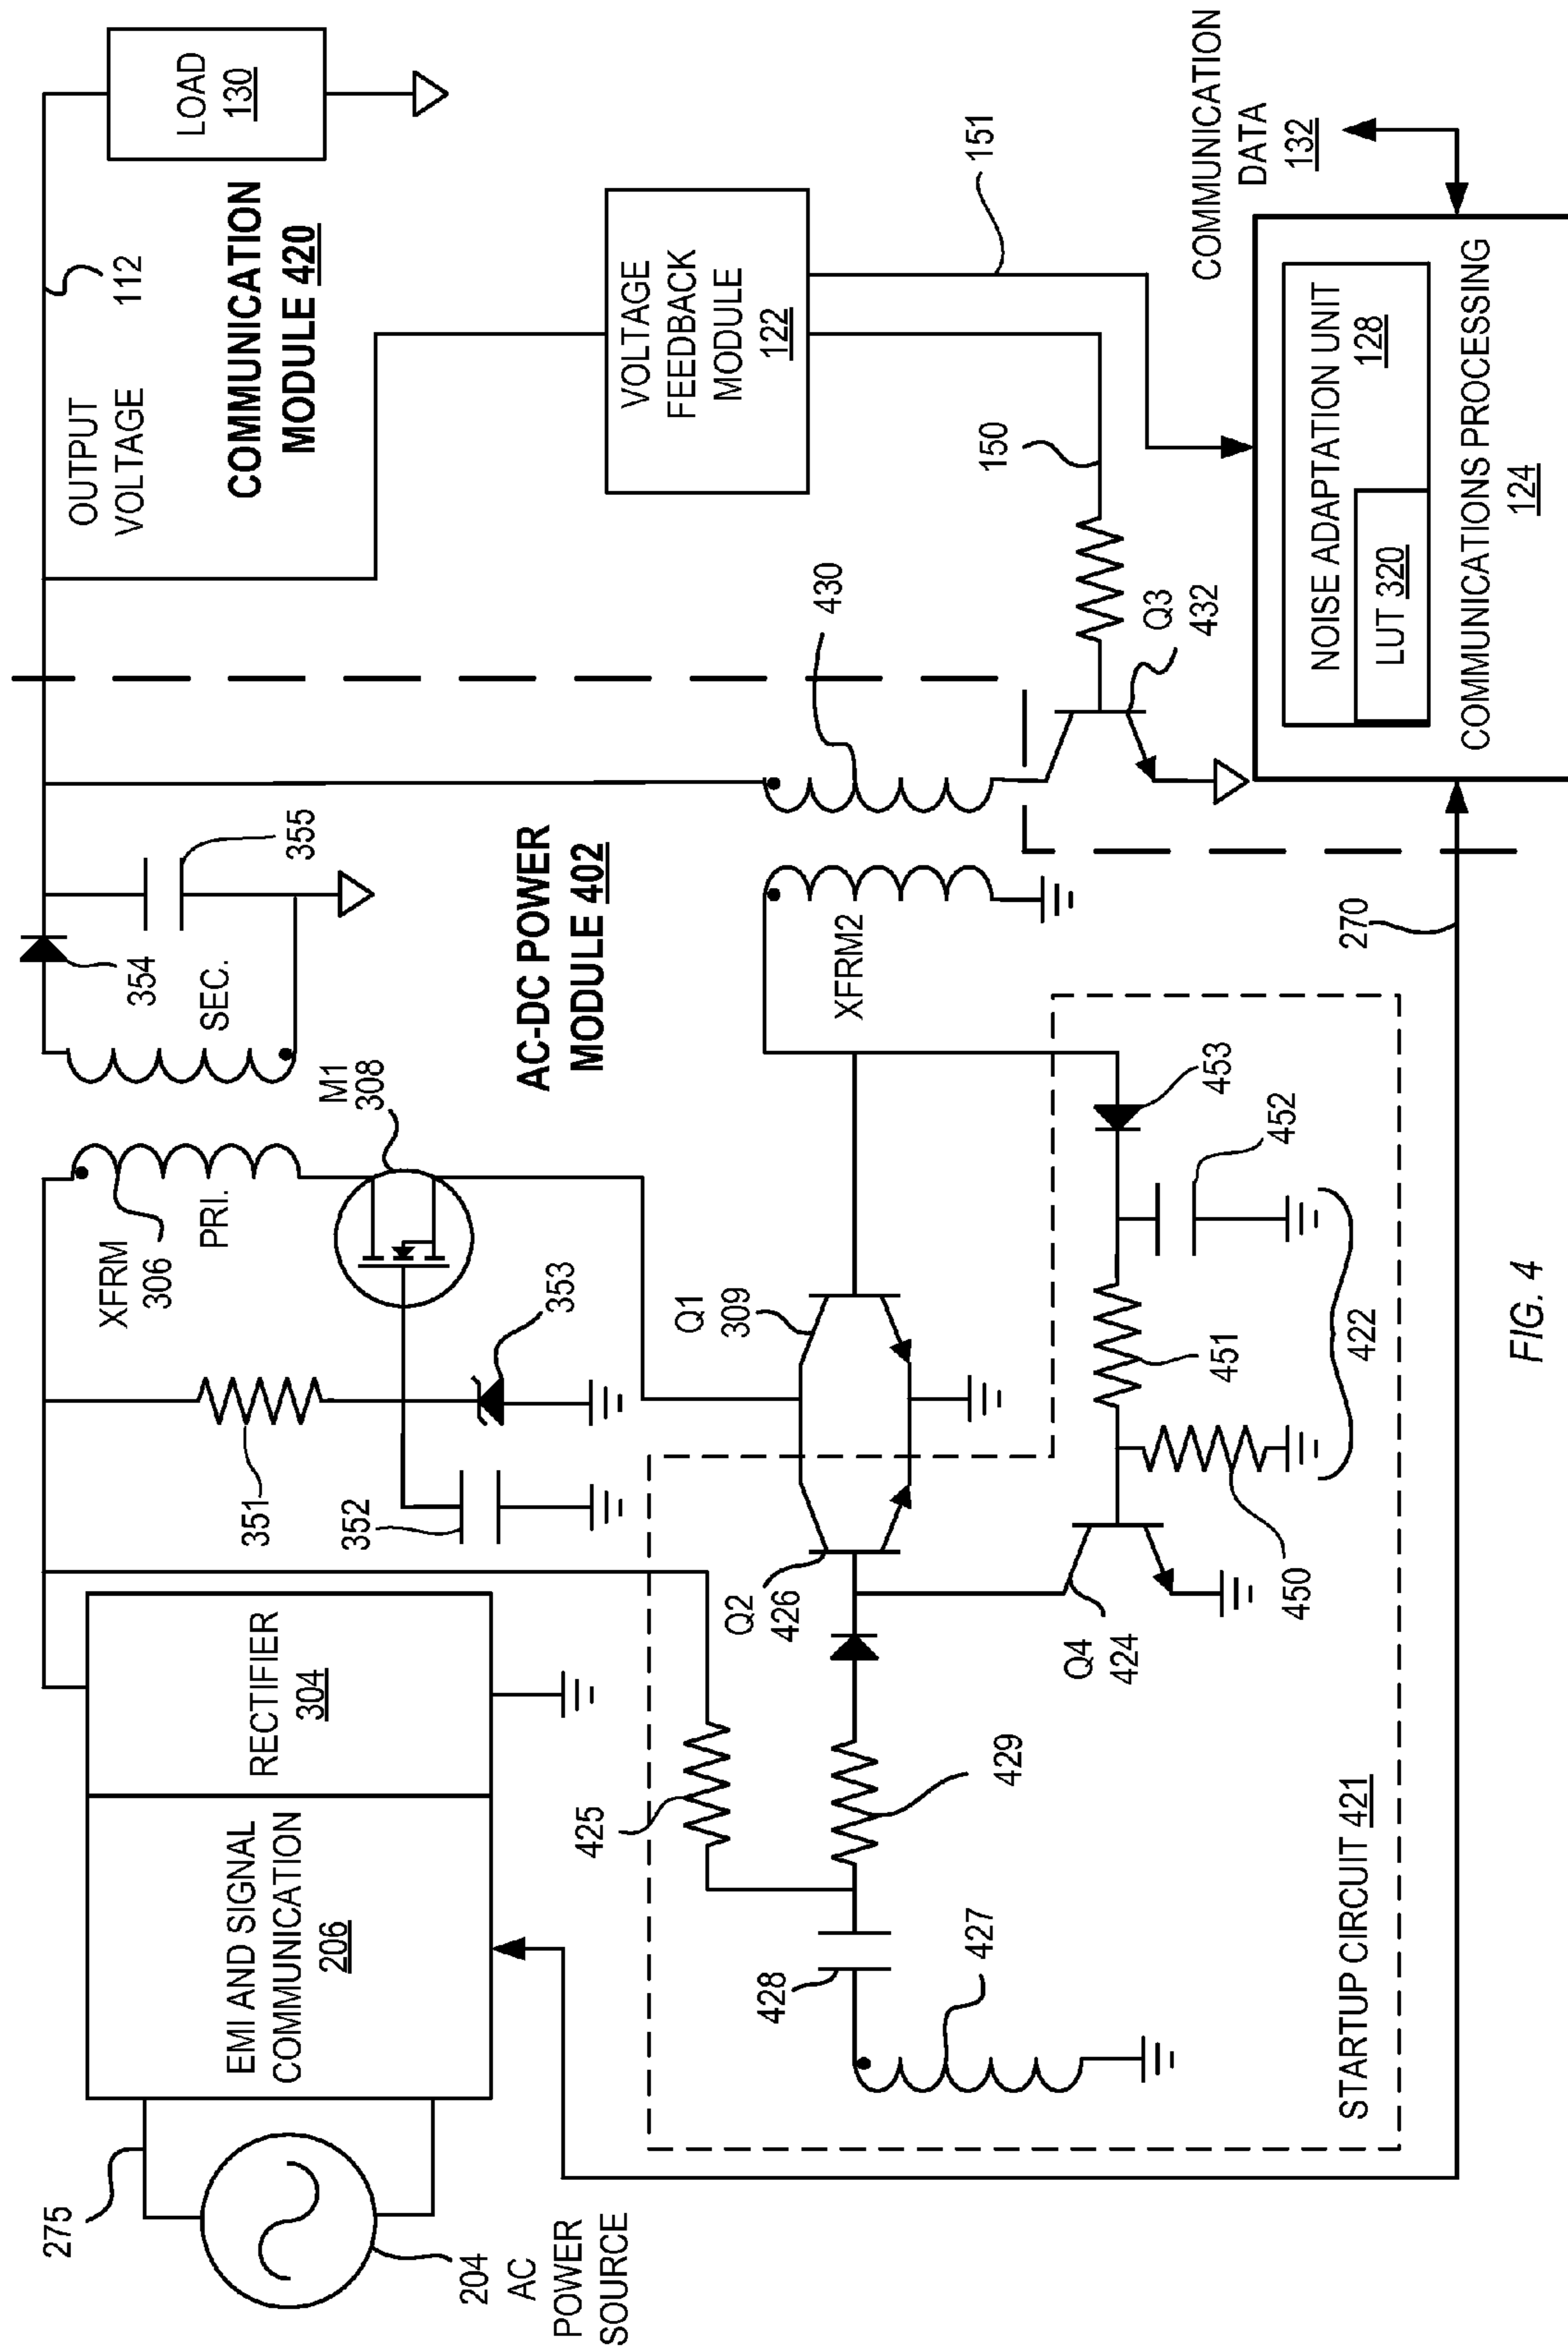 275
204 AC
POWER
SOURCE
EMI AND SIGNAL
COMMUNICATION
206
RECTIFIER
304
351
352
353
XFRM
306
PRI.
M1
308
SEC.
354
355
AC-DC POWER
MODULE 402
OUTPUT
VOLTAGE
112
COMMUNICATION
MODULE 420
LOAD
130
VOLTAGE
FEEDBACK
MODULE
122
151
150
430
Q3
432
XFRM2
Q1
309
Q2
426
425
429
428
427
Q4
424
450
451
452
453
422
STARTUP CIRCUIT 421
270
COMMUNICATION
DATA
132
NOISE ADAPTATION UNIT
128
LUT 320
COMMUNICATIONS PROCESSING
124
FIG. 4